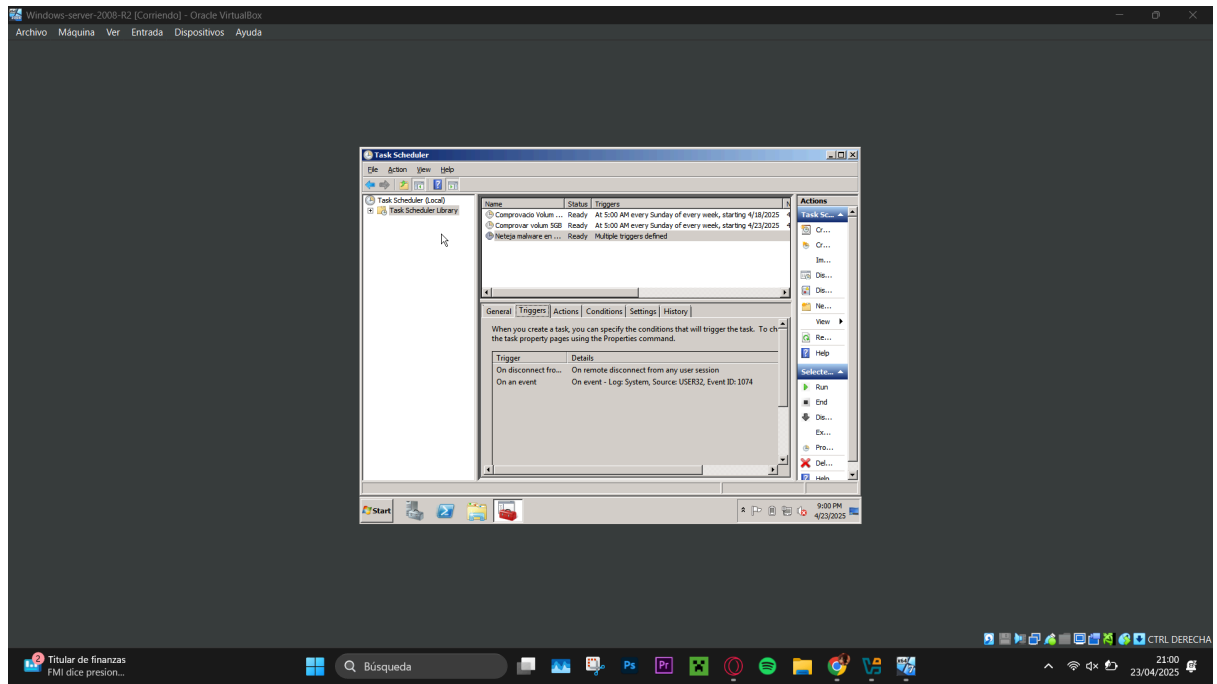 Windows-server-2008-R2 [Corriendo] - Oracle VirtualBox
Archivo Máquina Ver Entrada Dispositivos Ayuda
Task Scheduler
File Action View Help
Task Scheduler (Local)
Task Scheduler Library
Name Status Triggers N
Comprovacio Volum ... Ready At 5:00 AM every Sunday of every week, starting 4/18/2025 4
Comprovar volum 5GB Ready At 5:00 AM every Sunday of every week, starting 4/23/2025 4
Neteja malware en ... Ready Multiple triggers defined
General Triggers Actions Conditions Settings History
When you create a task, you can specify the conditions that will trigger the task. To ch
the task property pages using the Properties command.
Trigger Details
On disconnect fro... On remote disconnect from any user session
On an event On event - Log: System, Source: USER32, Event ID: 1074
Actions
Task Sc...
Cr...
Cr...
Im...
Dis...
Dis...
Ne...
View
Re...
Help
Selecte...
Run
End
Dis...
Ex...
Pro...
Del...
Help
Start
9:00 PM
4/23/2025
CTRL DERECHA
2
Titular de finanzas
FMI dice presion...
Búsqueda
Ps
Pr
21:00
23/04/2025